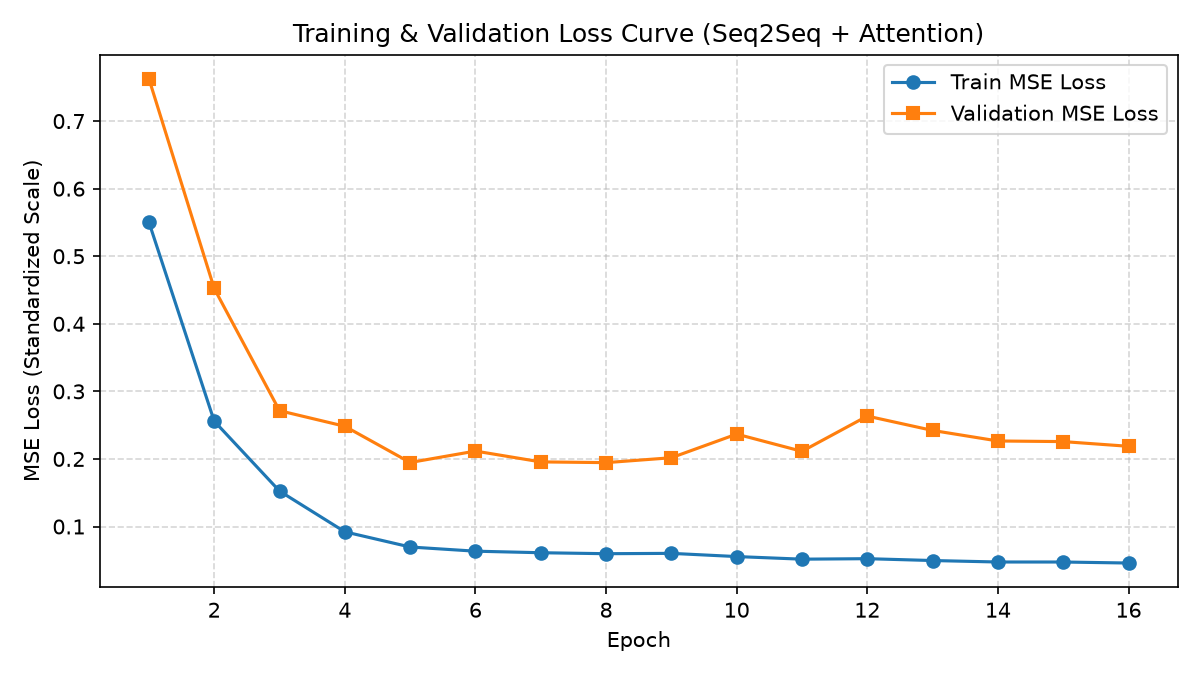 Training & Validation Loss Curve (Seq2Seq + Attention)
Train MSE Loss
Validation MSE Loss
MSE Loss (Standardized Scale)
0.7
0.6
0.5
0.4
0.3
0.2
0.1
2 4 6 8 10 12 14 16
Epoch